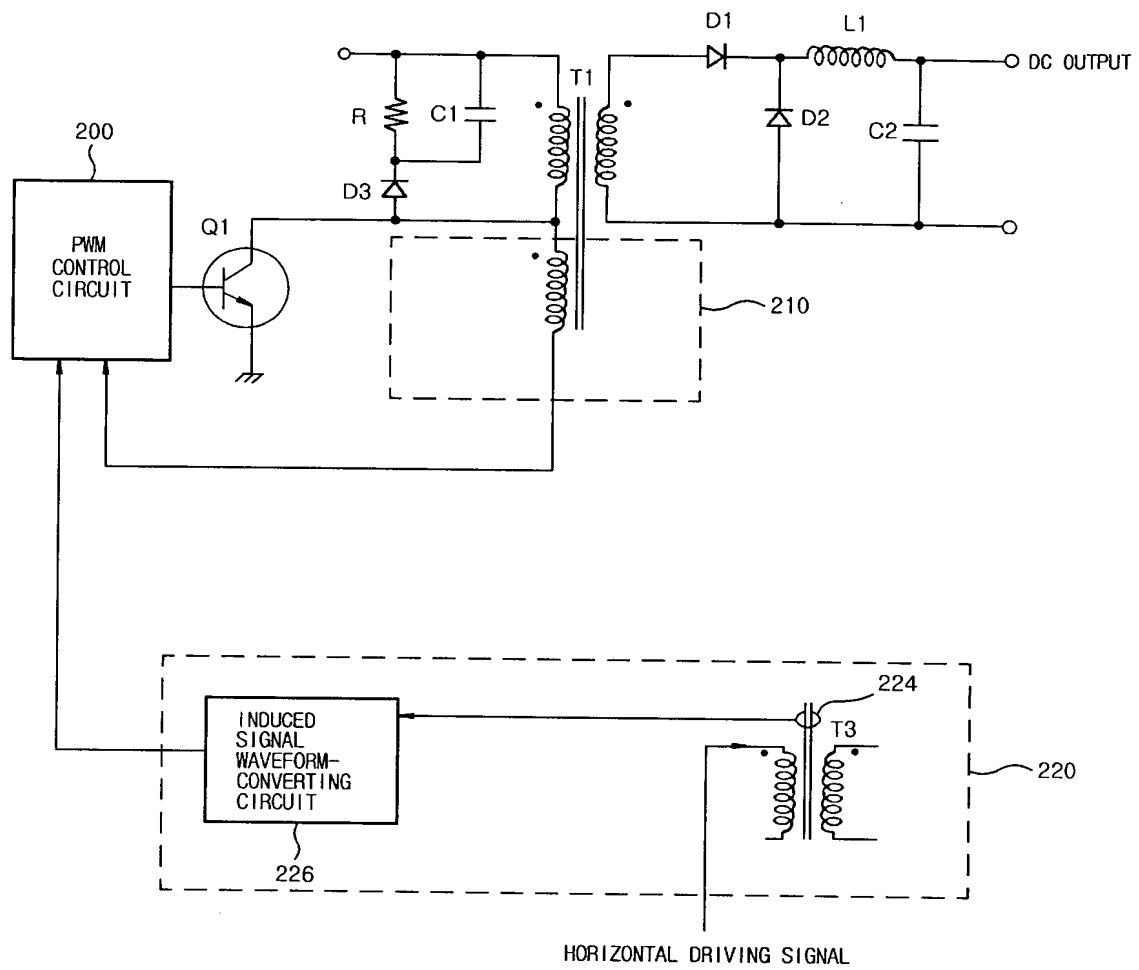 D1
L1
DC OUTPUT
T1
R
C1
D2
C2
200
D3
Q1
PWM
CONTROL
CIRCUIT
210
224
T3
INDUCED
SIGNAL
WAVEFORM-
CONVERTING
CIRCUIT
220
226
HORIZONTAL DRIVING SIGNAL